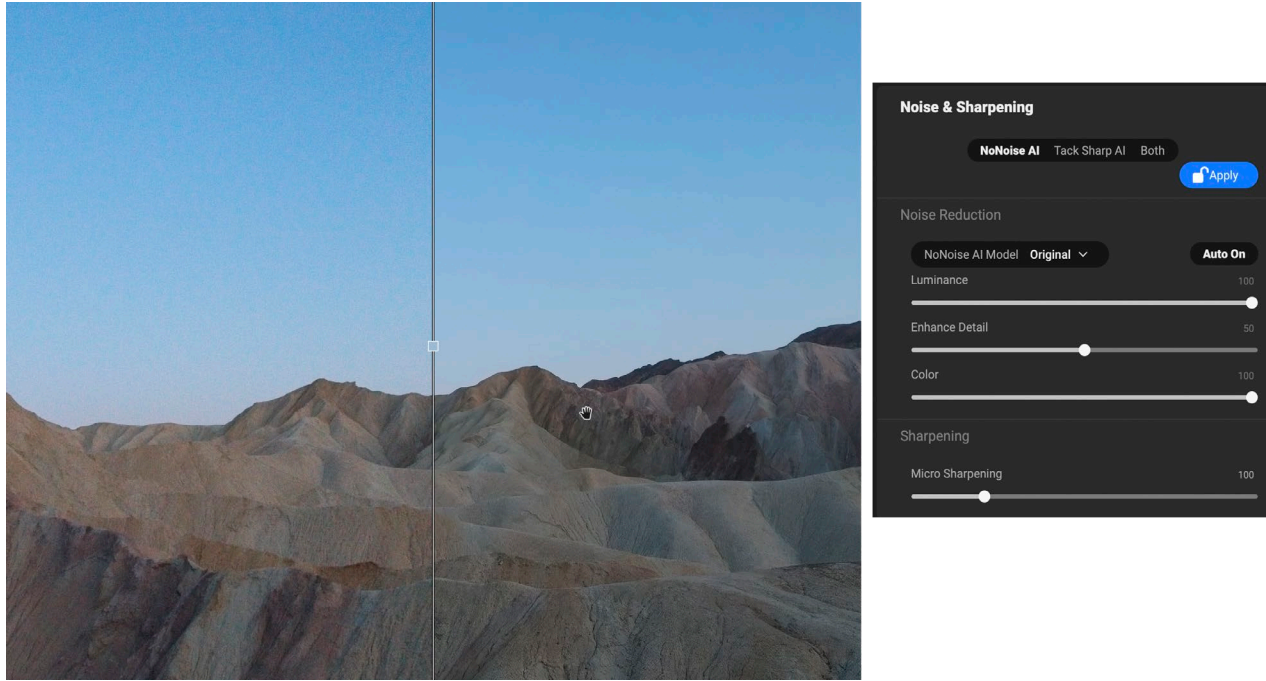 Noise & Sharpening
NoNoise AI Tack Sharp AI Both
Apply
Noise Reduction
NoNoise AI Model Original Auto On
Luminance 100
Enhance Detail 50
Color 100
Sharpening
Micro Sharpening 100